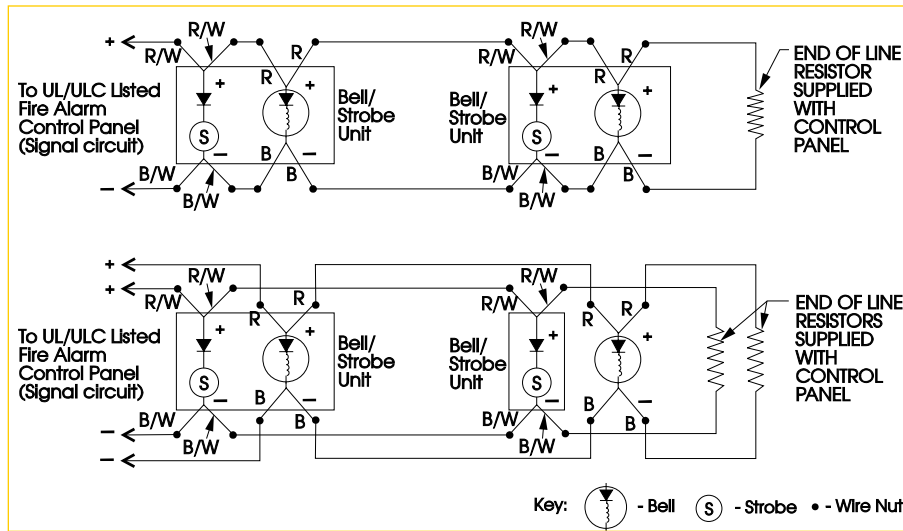 R/W R/W
+ R/W R R R/W R R
To UL/ULC Listed
Fire Alarm
Control Panel
(Signal circuit)
+ +
S
Bell/
Strobe
Unit
Bell/
Strobe
Unit
+ +
S
END OF LINE
RESISTOR
SUPPLIED
WITH
CONTROL
PANEL
– B/W – B – B B/W – B – B
B/W B/W
+ R/W R R/W
+ R/W R R/W R R
To UL/ULC Listed
Fire Alarm
Control Panel
(Signal circuit)
+ +
S
Bell/
Strobe
Unit
Bell/
Strobe
Unit
+ +
S
END OF LINE
RESISTORS
SUPPLIED
WITH
CONTROL
PANEL
– B/W – B – B B/W – B – B
– B/W B/W
Key: - Bell S - Strobe • - Wire Nut